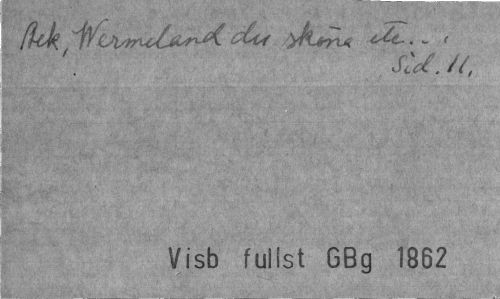 Ack, Wermeland du sköna etc...
Sid. 11.
Visb fullst GBg 1862